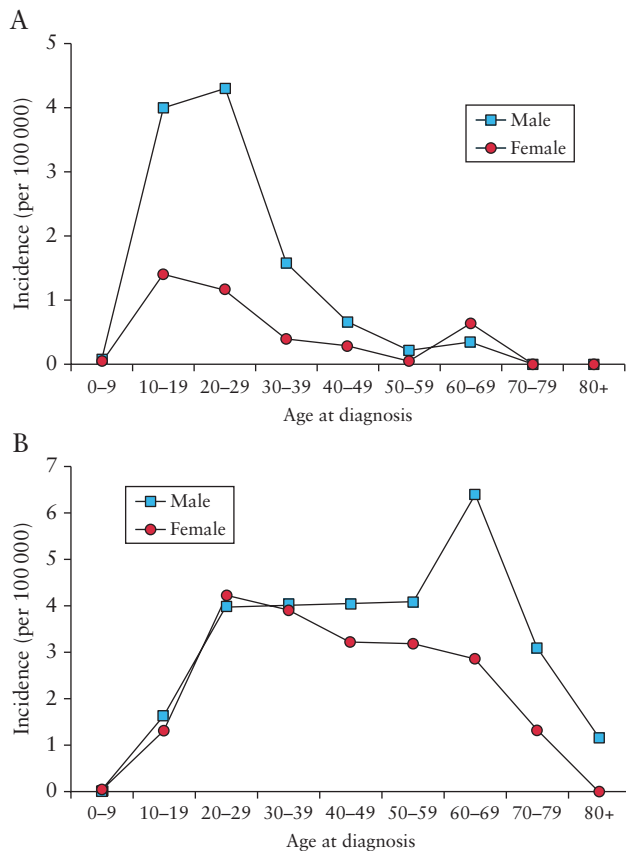 A
5
4
3
2
1
0
Incidence (per 100 000)
Male
Female
0–9 10–19 20–29 30–39 40–49 50–59 60–69 70–79 80+
Age at diagnosis
B
7
6
5
4
3
2
1
0
Incidence (per 100 000)
Male
Female
0–9 10–19 20–29 30–39 40–49 50–59 60–69 70–79 80+
Age at diagnosis